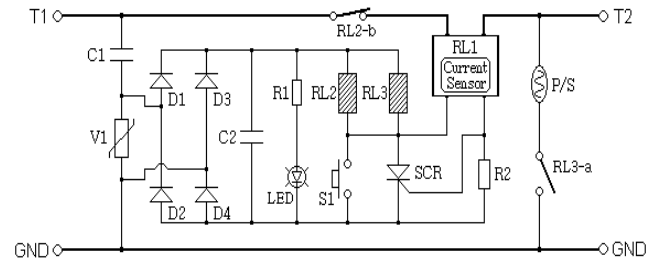 T1
T2
RL2-b
C1
RL1
Current
Sensor
D1
D3
R1
RL2
RL3
P/S
V1
C2
SCR
R2
RL3-a
LED
S1
D2
D4
GND
GND